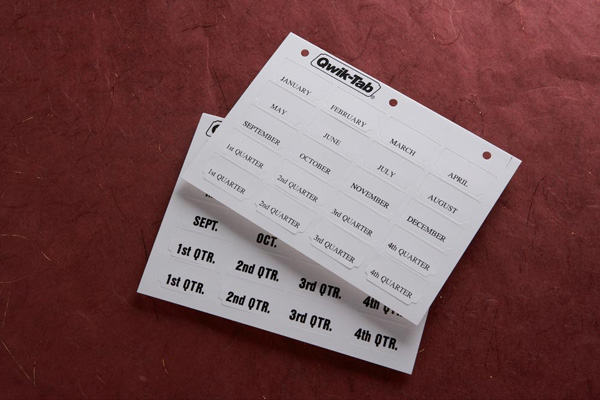 Qwik-Tab®
JANUARY FEBRUARY MARCH APRIL
MAY JUNE JULY AUGUST
SEPTEMBER OCTOBER NOVEMBER DECEMBER
1st QUARTER 2nd QUARTER 3rd QUARTER 4th QUARTER
1st QUARTER 2nd QUARTER 3rd QUARTER 4th QUARTER
SEPT. OCT.
1st QTR. 2nd QTR. 3rd QTR. 4th QTR.
1st QTR. 2nd QTR. 3rd QTR. 4th QTR.